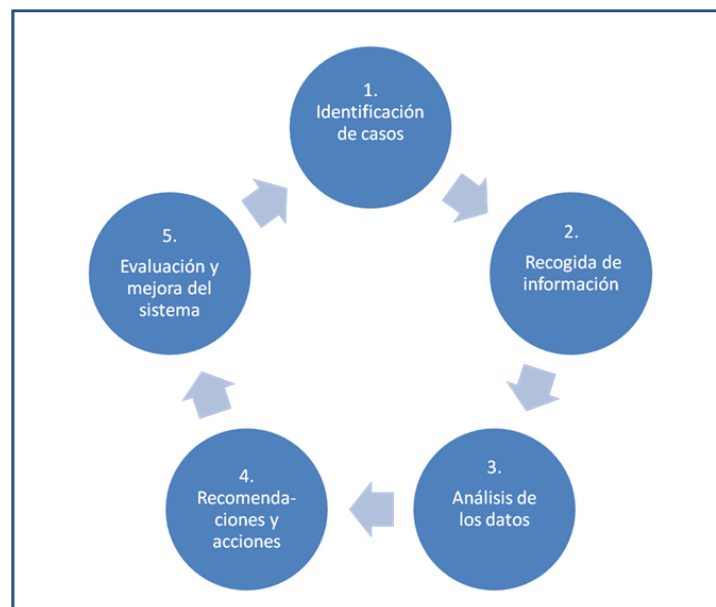 1.
Identificación
de casos
2.
Recogida de
información
3.
Análisis de
los datos
4.
Recomenda-
ciones y
acciones
5.
Evaluación y
mejora del
sistema